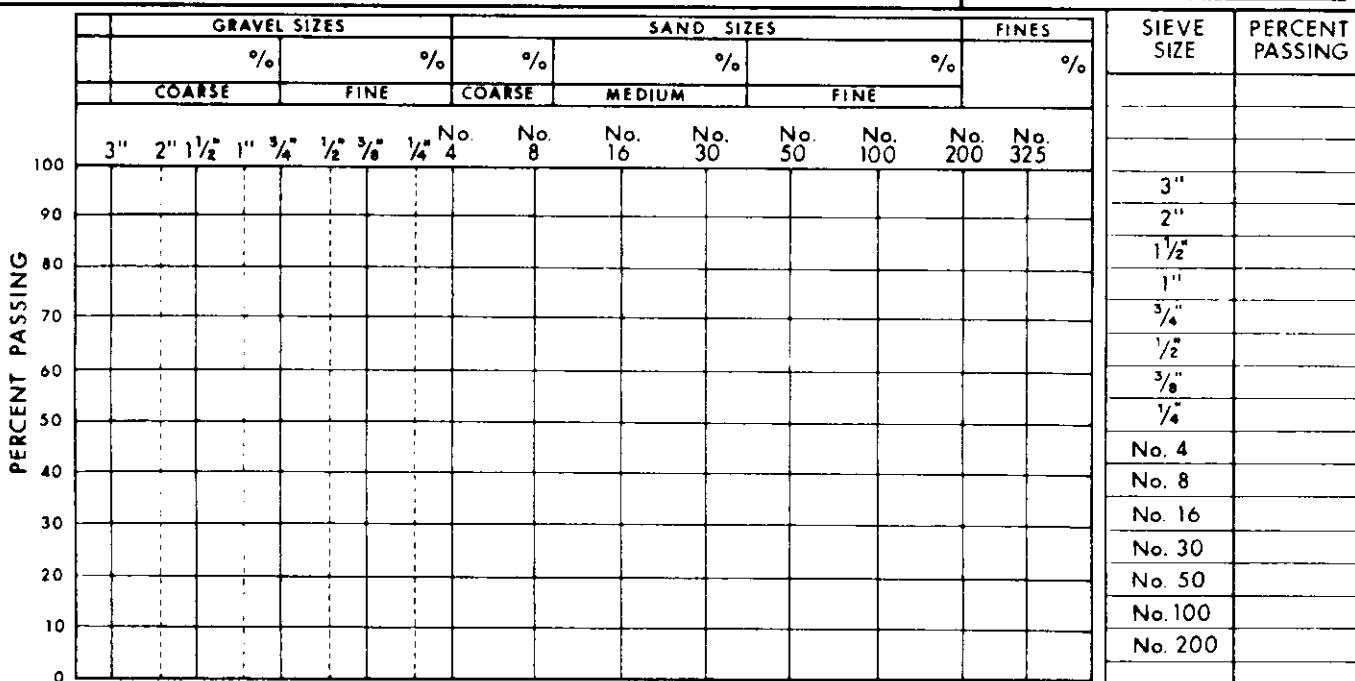 GRAVEL SIZES SAND SIZES FINES
% % % % % %
COARSE FINE COARSE MEDIUM FINE
3" 2" 1½" 1" ¾" ½" ⅜" ¼" No. 4 No. 8 No. 16 No. 30 No. 50 No. 100 No. 200 No. 325
PERCENT PASSING
100
90
80
70
60
50
40
30
20
10
0
SIEVE SIZE PERCENT PASSING
3"
2"
1½"
1"
¾"
½"
⅜"
¼"
No. 4
No. 8
No. 16
No. 30
No. 50
No. 100
No. 200